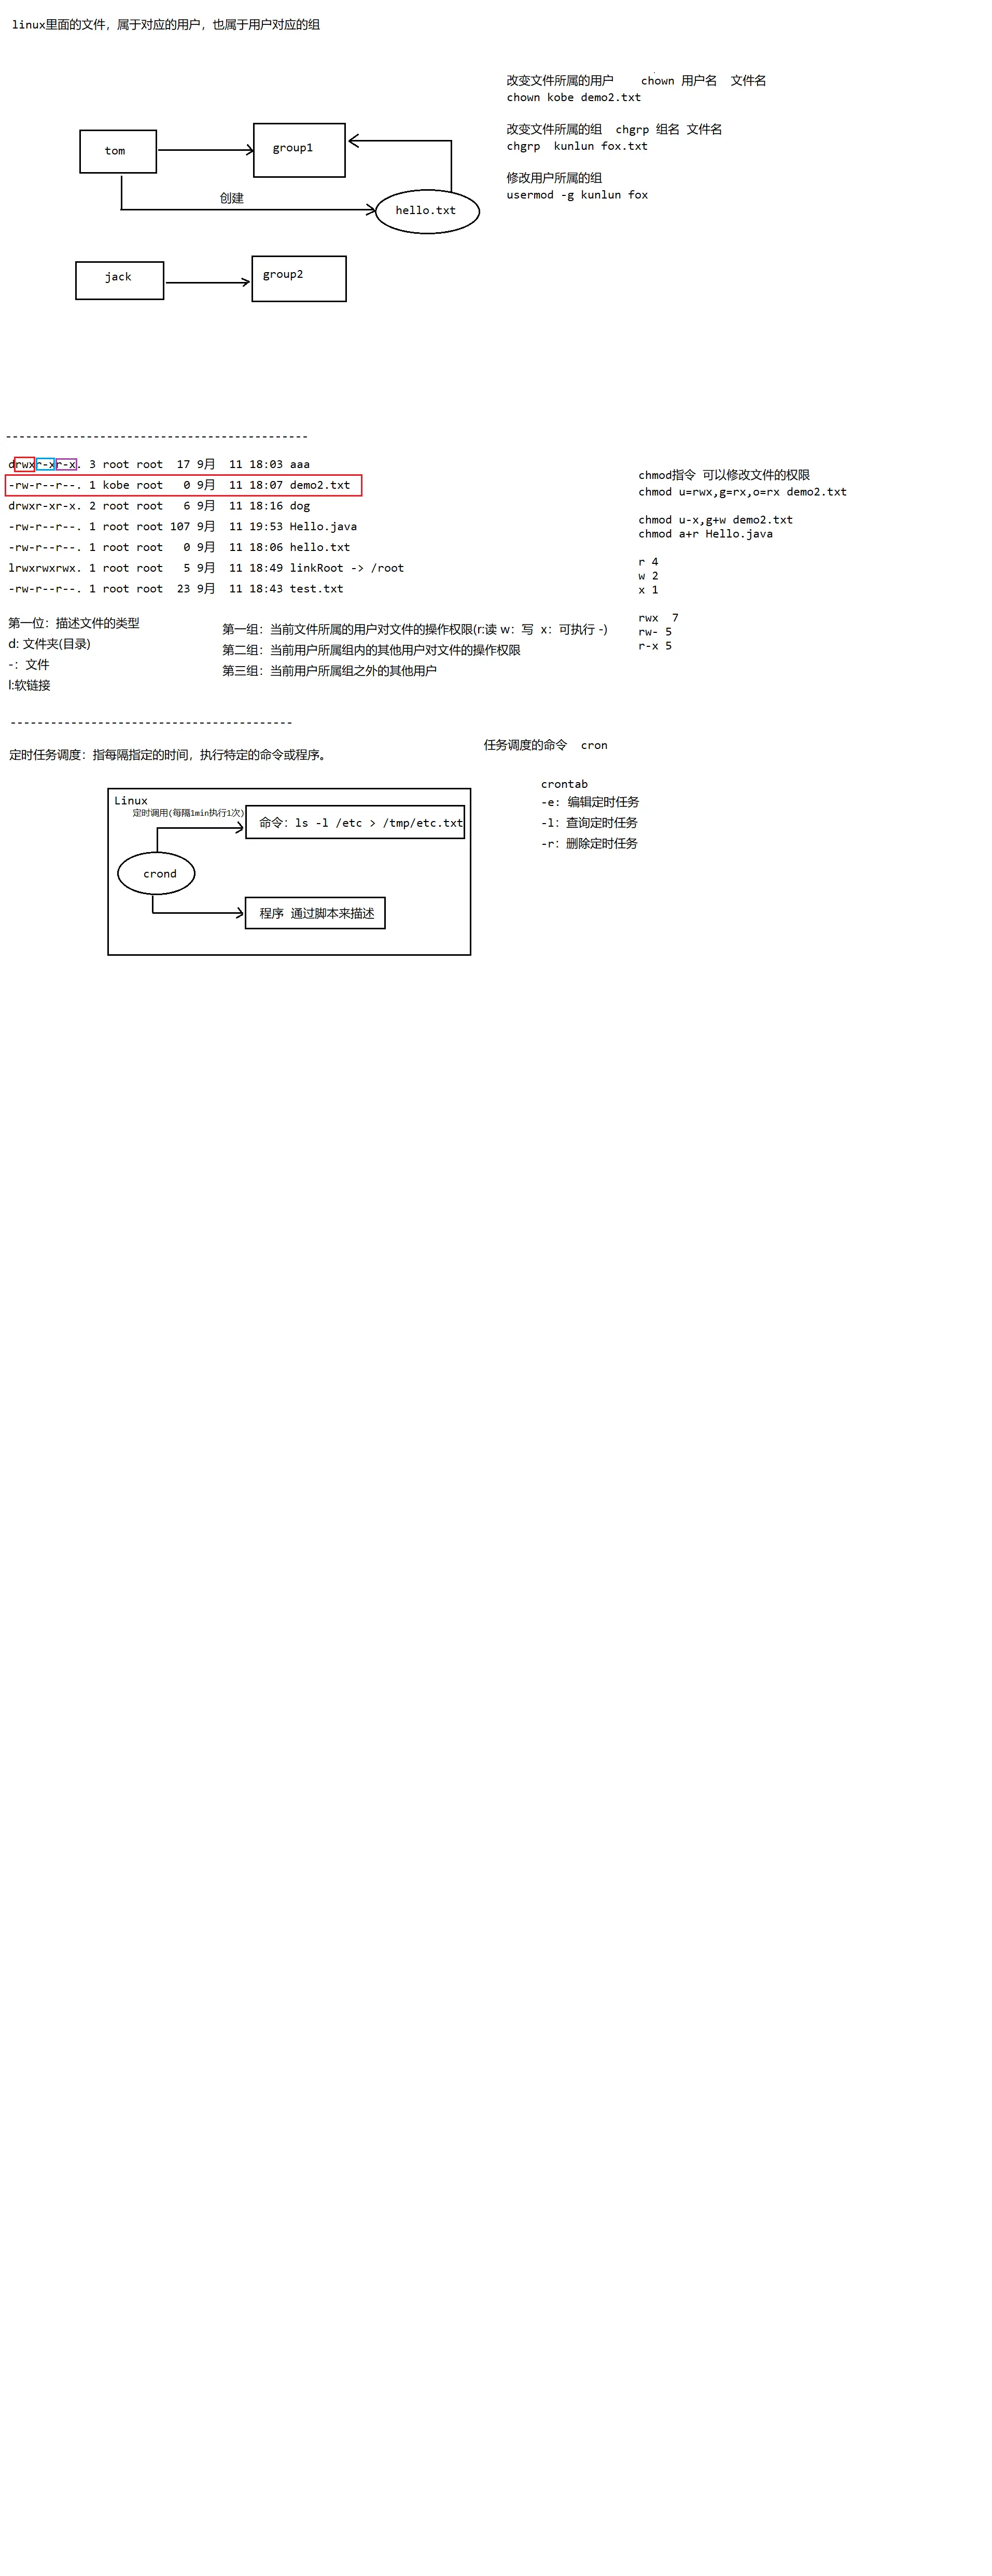 linux里面的文件，属于对应的用户，也属于用户对应的组
改变文件所属的用户    chown 用户名  文件名
chown kobe demo2.txt
改变文件所属的组  chgrp 组名 文件名
chgrp  kunlun fox.txt
修改用户所属的组
usermod -g kunlun fox
tom
group1
创建
hello.txt
jack
group2
---------------------------------------------
drwxr-xr-x. 3 root root  17 9月  11 18:03 aaa
-rw-r--r--. 1 kobe root   0 9月  11 18:07 demo2.txt
drwxr-xr-x. 2 root root   6 9月  11 18:16 dog
-rw-r--r--. 1 root root 107 9月  11 19:53 Hello.java
-rw-r--r--. 1 root root   0 9月  11 18:06 hello.txt
lrwxrwxrwx. 1 root root   5 9月  11 18:49 linkRoot -> /root
-rw-r--r--. 1 root root  23 9月  11 18:43 test.txt
chmod指令 可以修改文件的权限
chmod u=rwx,g=rx,o=rx demo2.txt
chmod u-x,g+w demo2.txt
chmod a+r Hello.java
r 4
w 2
x 1
rwx  7
rw- 5
r-x 5
第一位：描述文件的类型
d: 文件夹(目录)
-：文件
l:软链接
第一组：当前文件所属的用户对文件的操作权限(r:读 w：写  x：可执行 -)
第二组：当前用户所属组内的其他用户对文件的操作权限
第三组：当前用户所属组之外的其他用户
------------------------------------------
定时任务调度：指每隔指定的时间，执行特定的命令或程序。
任务调度的命令  cron
crontab
-e：编辑定时任务
-l：查询定时任务
-r：删除定时任务
Linux
定时调用(每隔1min执行1次)
命令：ls -l /etc > /tmp/etc.txt
crond
程序 通过脚本来描述